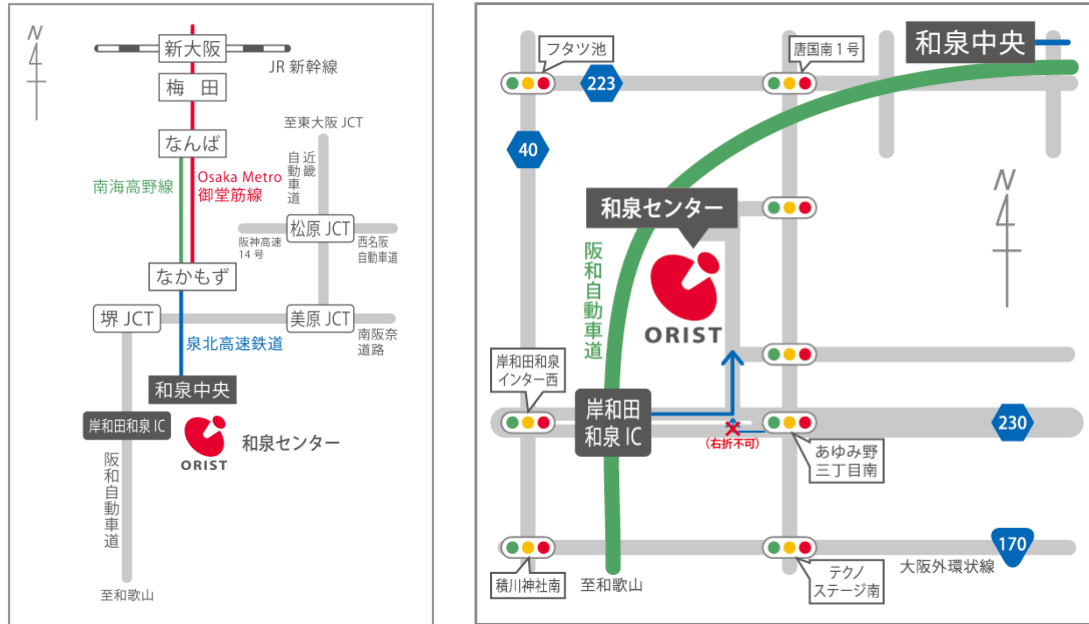 N
新大阪
JR 新幹線
梅 田
至東大阪 JCT
なんば
近畿
自動車道
南海高野線
Osaka Metro
御堂筋線
松原 JCT
阪神高速
14 号
西名阪
自動車道
なかもず
堺 JCT
美原 JCT
南阪奈
道路
泉北高速鉄道
和泉中央
岸和田和泉 IC
和泉センター
ORIST
阪和自動車道
至和歌山
フタツ池
唐国南 1 号
和泉中央
223
40
N
和泉センター
阪和自動車道
ORIST
岸和田和泉
インター西
岸和田
和泉 IC
(右折不可)
230
あゆみ野
三丁目南
170
大阪外環状線
積川神社南
至和歌山
テクノ
ステージ南